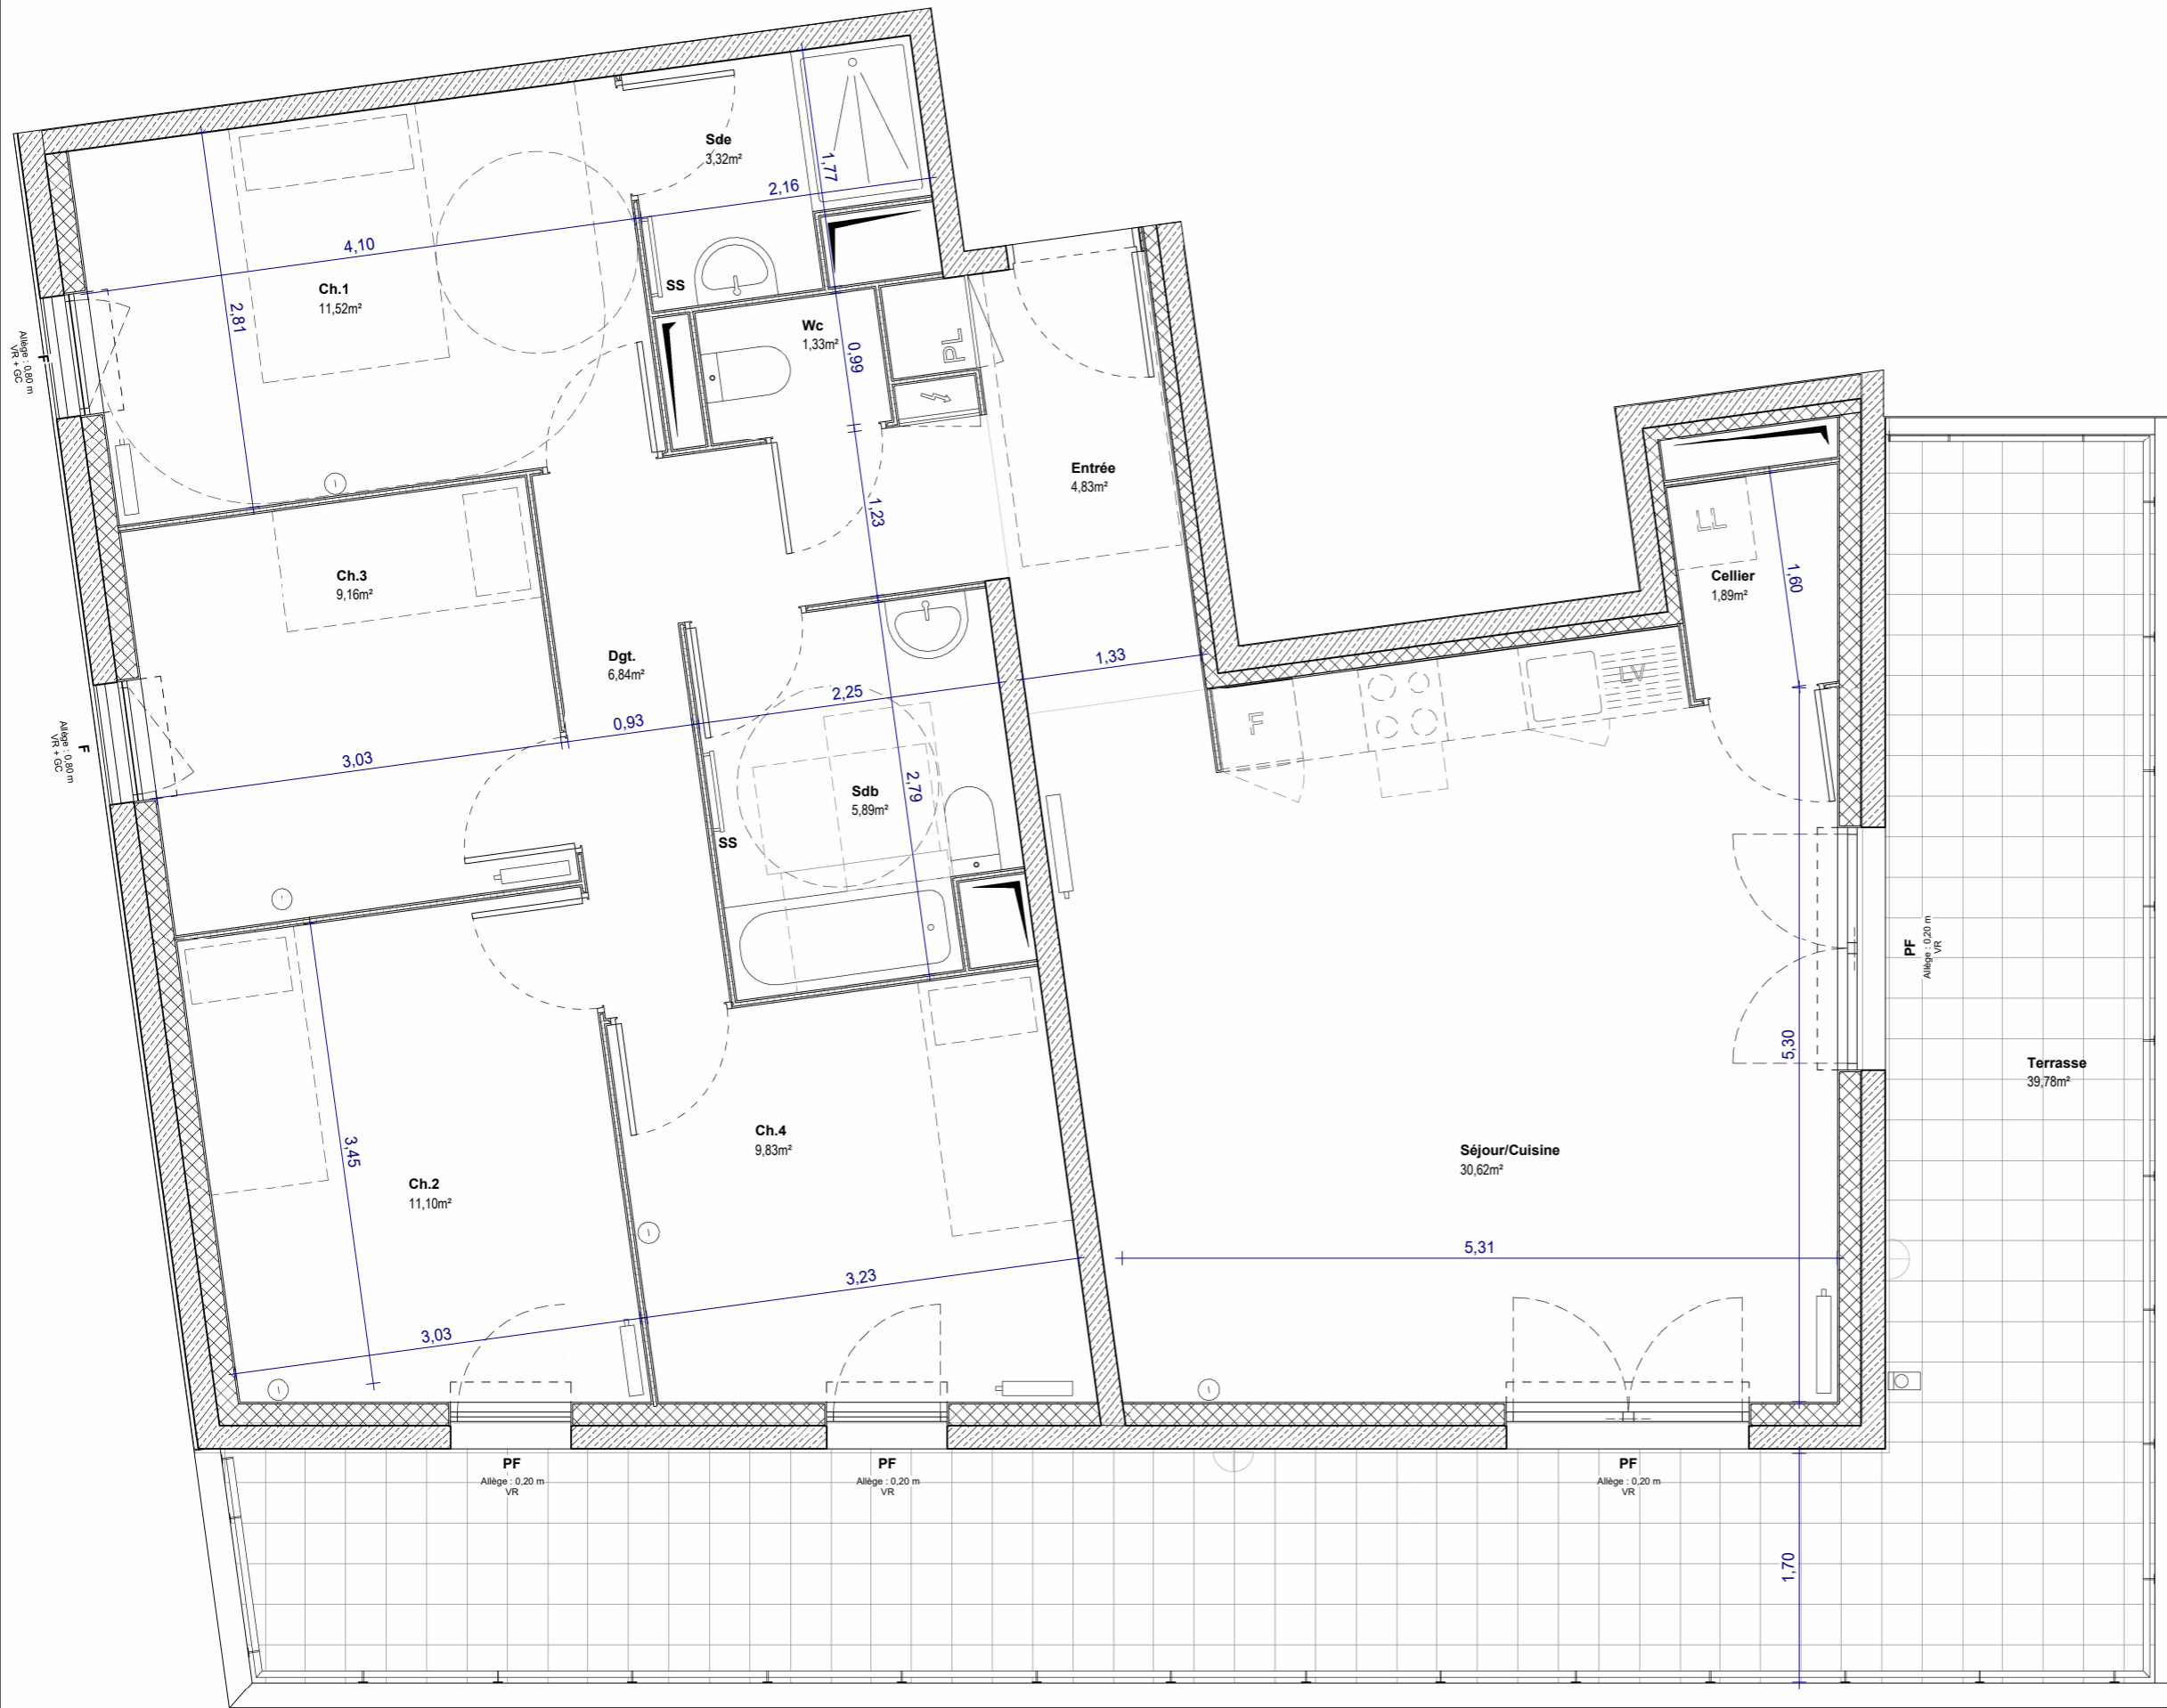 Sde
3,32m²
1,77
2,16
4,10
Ch.1
11,52m²
SS
2,81
Wc
1,33m²
0,99
PL
F
Allège : 0,80 m
VR + GC
Entrée
4,83m²
1,23
LL
Cellier
1,89m²
1,60
Ch.3
9,16m²
Dgt.
6,84m²
1,33
2,25
0,93
3,03
F
LV
F
Allège : 0,80 m
VR + GC
Sdb
5,89m²
2,79
SS
PF
Allège : 0,20 m
VR
5,30
Terrasse
39,78m²
Ch.4
9,83m²
3,45
Séjour/Cuisine
30,62m²
Ch.2
11,10m²
5,31
3,23
3,03
PF
Allège : 0,20 m
VR
PF
Allège : 0,20 m
VR
PF
Allège : 0,20 m
VR
1,70